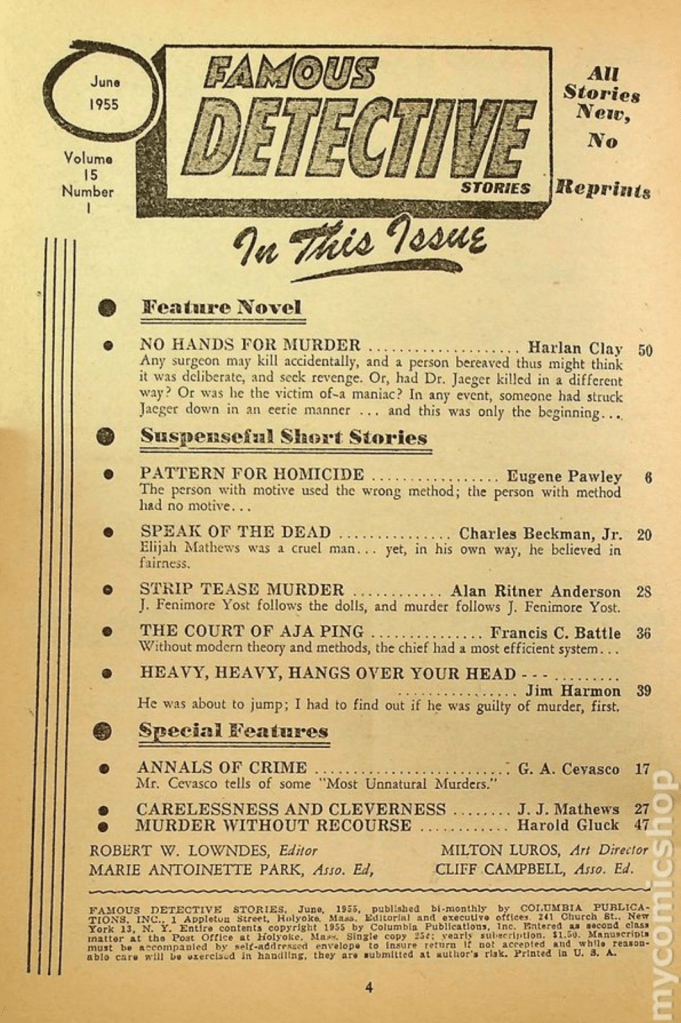 June
1955
Volume
15
Number
1
FAMOUS
DETECTIVE
STORIES
All
Stories
New,
No
Reprints
In This Issue
Feature Novel
NO HANDS FOR MURDER ................... Harlan Clay 50
Any surgeon may kill accidentally, and a person bereaved thus might think
it was deliberate, and seek revenge. Or, had Dr. Jaeger killed in a different
way? Or was he the victim of-a maniac? In any event, someone had struck
Jaeger down in an eerie manner ... and this was only the beginning...
Suspenseful Short Stories
PATTERN FOR HOMICIDE ................. Eugene Pawley 6
The person with motive used the wrong method; the person with method
had no motive...
SPEAK OF THE DEAD .............. Charles Beckman, Jr. 20
Elijah Mathews was a cruel man... yet, in his own way, he believed in
fairness.
STRIP TEASE MURDER ............ Alan Ritner Anderson 28
J. Fenimore Yost follows the dolls, and murder follows J. Fenimore Yost.
THE COURT OF AJA PING ............... Francis C. Battle 36
Without modern theory and methods, the chief had a most efficient system...
HEAVY, HEAVY, HANGS OVER YOUR HEAD - - - .........
................ Jim Harmon 39
He was about to jump; I had to find out if he was guilty of murder, first.
Special Features
ANNALS OF CRIME ......................... G. A. Cevasco 17
Mr. Cevasco tells of some "Most Unnatural Murders."
CARELESSNESS AND CLEVERNESS ........ J. J. Mathews 27
MURDER WITHOUT RECOURSE ............ Harold Gluck 47
ROBERT W. LOWNDES, Editor MILTON LUROS, Art Director
MARIE ANTOINETTE PARK, Asso. Ed, CLIFF CAMPBELL, Asso. Ed.
FAMOUS DETECTIVE STORIES, June, 1955, published bi-monthly by COLUMBIA PUBLICA-
TIONS, INC., 1 Appleton Street, Holyoke, Mass. Editorial and executive offices, 241 Church St., New
York 13, N. Y. Entire contents copyright 1955 by Columbia Publications, Inc. Entered as second class
matter at the Post Office at Holyoke, Mass. Single copy 25¢; yearly subscription, $1.50. Manuscripts
must be accompanied by self-addressed envelope to insure return if not accepted and while reason-
able care will be exercised in handling, they are submitted at author's risk. Printed in U. S. A.
4
mycomicshop